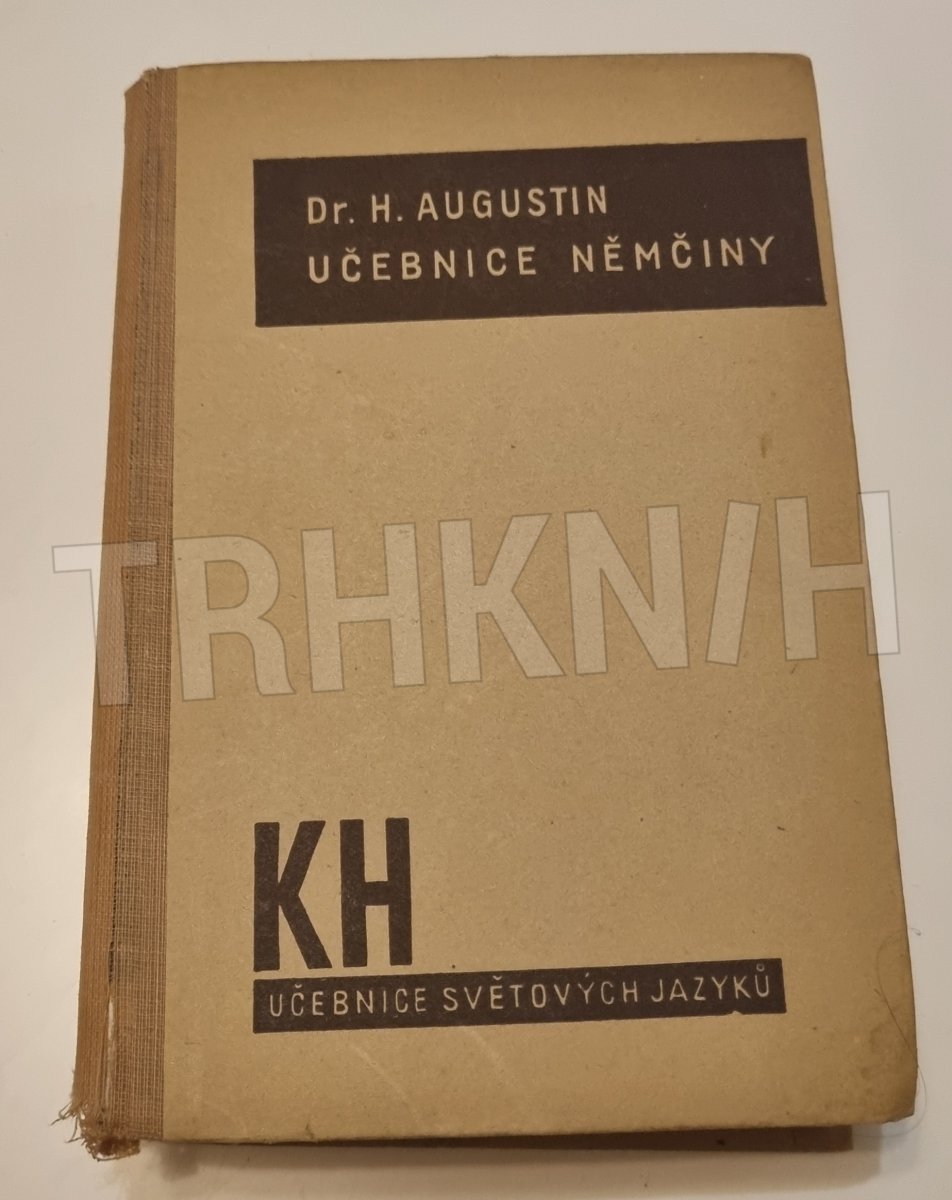 Dr. H. AUGUSTIN
UČEBNICE NĚMČINY
TRHKNIH
KH
UČEBNICE SVĚTOVÝCH JAZYKŮ